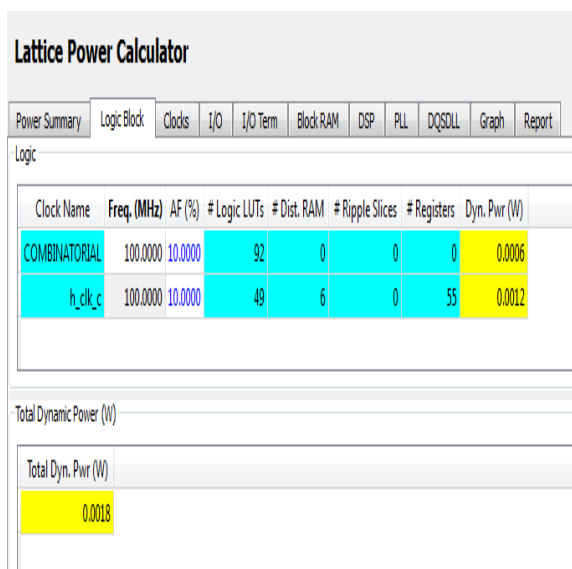 Lattice Power Calculator
Power Summary Logic Block Clocks I/O I/O Term Block RAM DSP PLL DQSDLL Graph Report
Logic
Clock Name Freq. (MHz) AF (%) # Logic LUTs # Dist. RAM # Ripple Slices # Registers Dyn. Pwr (W)
COMBINATORIAL 100.0000 10.0000 92 0 0 0 0.0006
h_clk_c 100.0000 10.0000 49 6 0 55 0.0012
Total Dynamic Power (W)
Total Dyn. Pwr (W)
0.0018